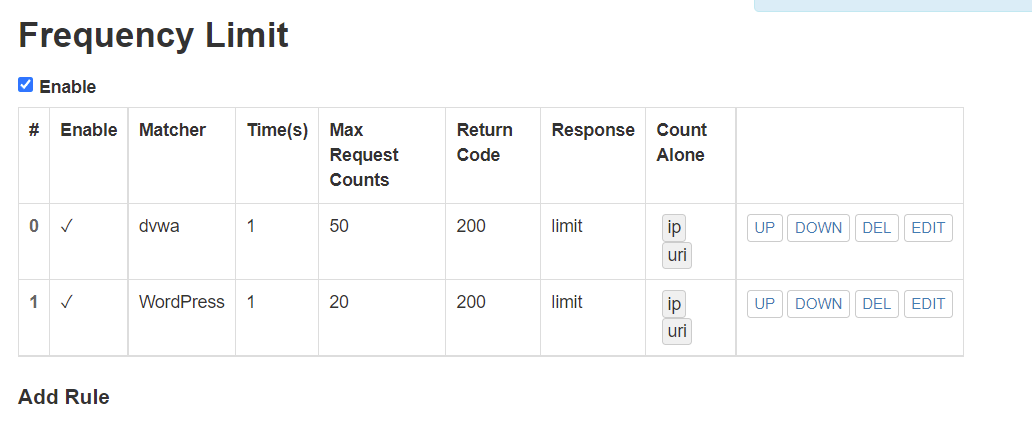 Frequency Limit
Enable
# Enable Matcher Time(s) Max Request Counts Return Code Response Count Alone
0 ✓ dvwa 1 50 200 limit ip uri UP DOWN DEL EDIT
1 ✓ WordPress 1 20 200 limit ip uri UP DOWN DEL EDIT
Add Rule